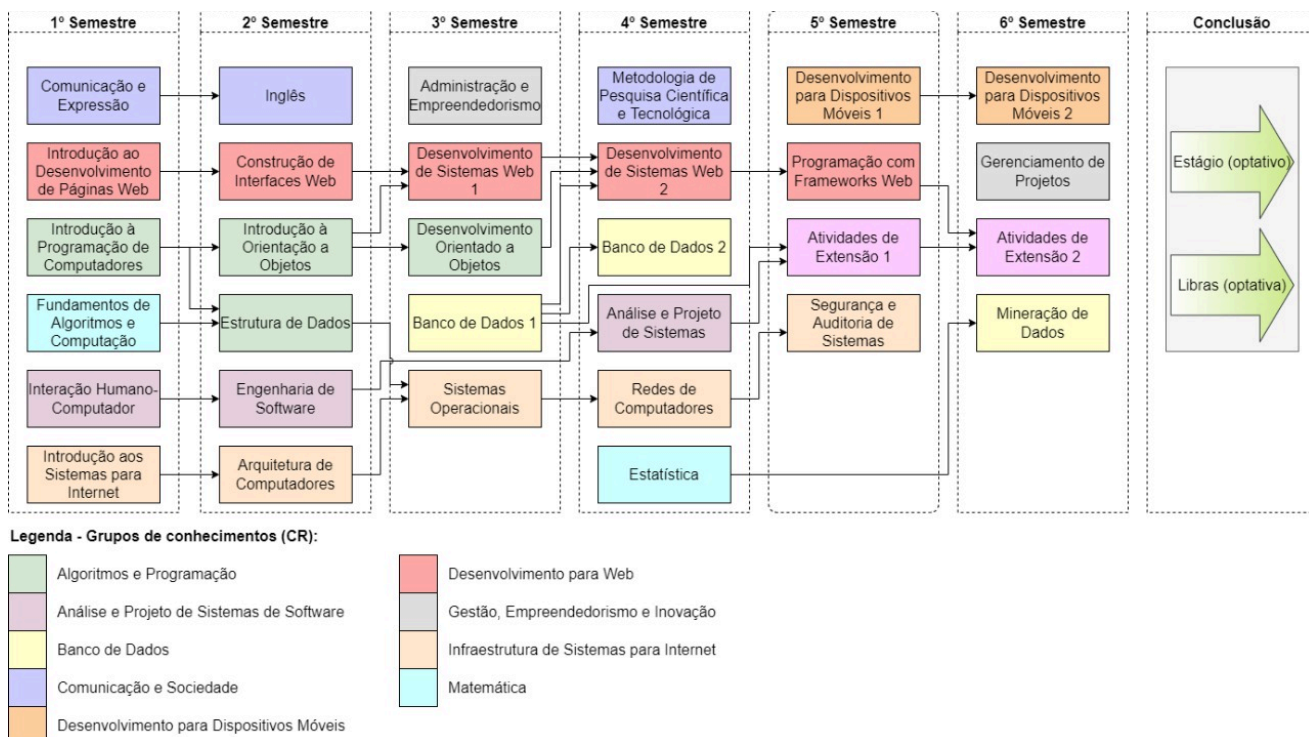 1º Semestre
2º Semestre
3º Semestre
4º Semestre
5º Semestre
6º Semestre
Conclusão
Comunicação e
Expressão
Inglês
Administração e
Empreendedorismo
Metodologia de
Pesquisa Científica
e Tecnológica
Desenvolvimento
para Dispositivos
Móveis 1
Desenvolvimento
para Dispositivos
Móveis 2
Introdução ao
Desenvolvimento
de Páginas Web
Construção de
Interfaces Web
Desenvolvimento
de Sistemas Web
1
Desenvolvimento
de Sistemas Web
2
Programação com
Frameworks Web
Gerenciamento de
Projetos
Estágio (optativo)
Introdução à
Programação de
Computadores
Introdução à
Orientação a
Objetos
Desenvolvimento
Orientado a
Objetos
Banco de Dados 2
Atividades de
Extensão 1
Atividades de
Extensão 2
Libras (optativa)
Fundamentos de
Algoritmos e
Computação
Estrutura de Dados
Banco de Dados 1
Análise e Projeto
de Sistemas
Segurança e
Auditoria de
Sistemas
Mineração de
Dados
Interação Humano-
Computador
Engenharia de
Software
Sistemas
Operacionais
Redes de
Computadores
Introdução aos
Sistemas para
Internet
Arquitetura de
Computadores
Estatística
Legenda - Grupos de conhecimentos (CR):
Algoritmos e Programação
Análise e Projeto de Sistemas de Software
Banco de Dados
Comunicação e Sociedade
Desenvolvimento para Dispositivos Móveis
Desenvolvimento para Web
Gestão, Empreendedorismo e Inovação
Infraestrutura de Sistemas para Internet
Matemática